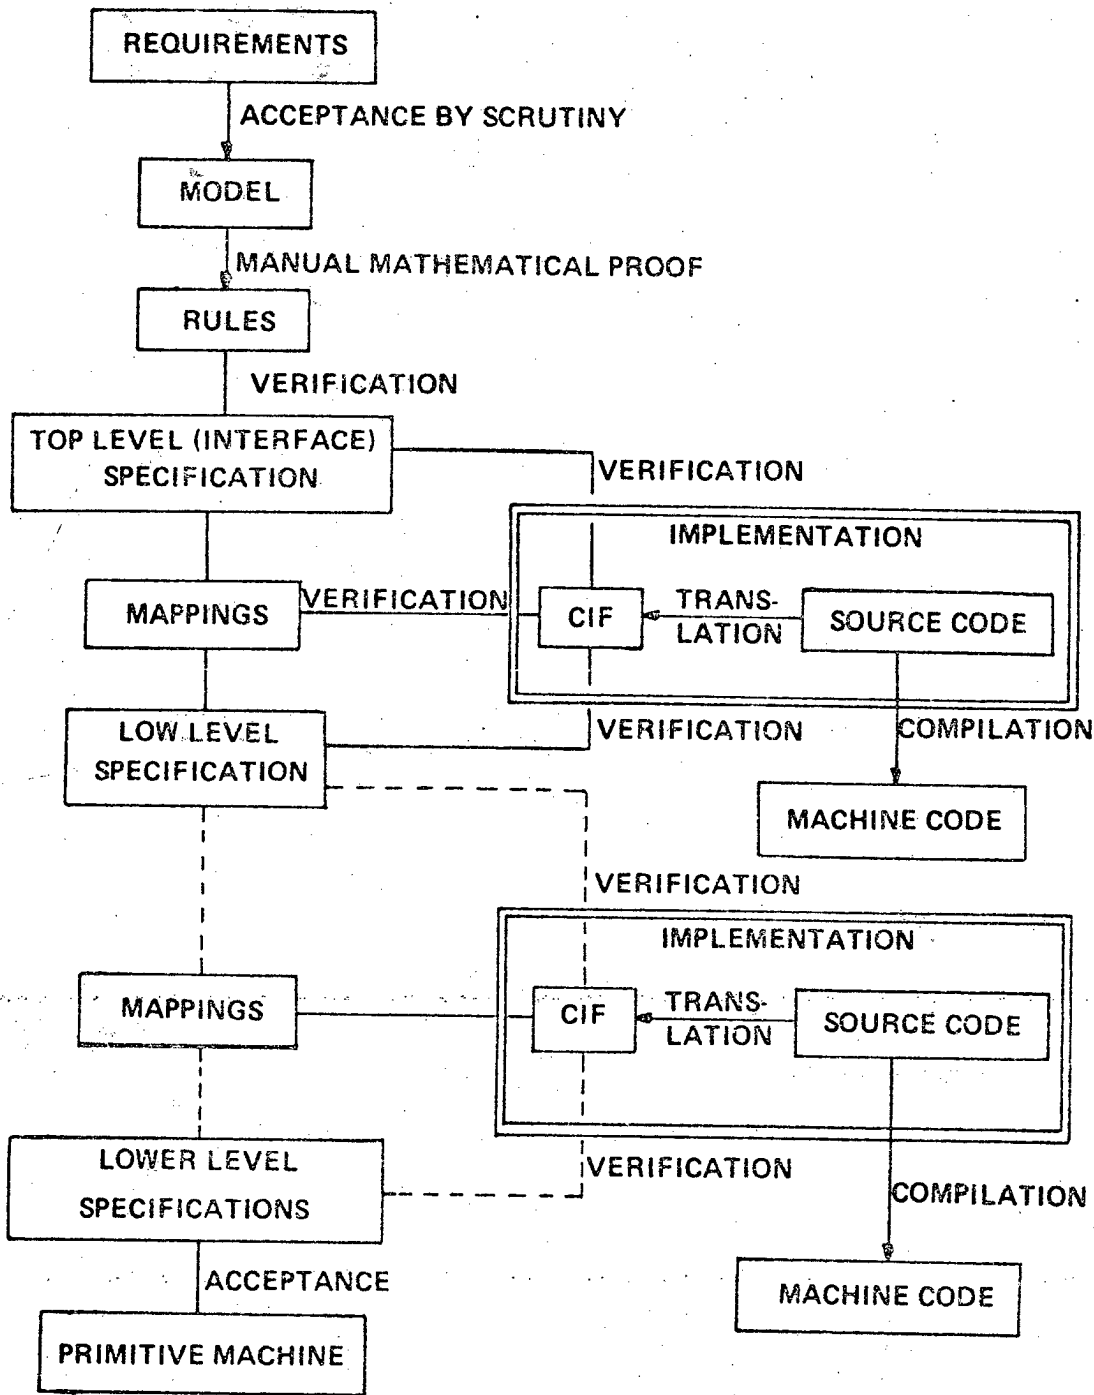 REQUIREMENTS
ACCEPTANCE BY SCRUTINY
MODEL
MANUAL MATHEMATICAL PROOF
RULES
VERIFICATION
TOP LEVEL (INTERFACE)
SPECIFICATION
VERIFICATION
IMPLEMENTATION
MAPPINGS
VERIFICATION
CIF
TRANS-
LATION
SOURCE CODE
LOW LEVEL
SPECIFICATION
VERIFICATION
COMPILATION
MACHINE CODE
VERIFICATION
IMPLEMENTATION
MAPPINGS
CIF
TRANS-
LATION
SOURCE CODE
LOWER LEVEL
SPECIFICATIONS
VERIFICATION
COMPILATION
ACCEPTANCE
MACHINE CODE
PRIMITIVE MACHINE